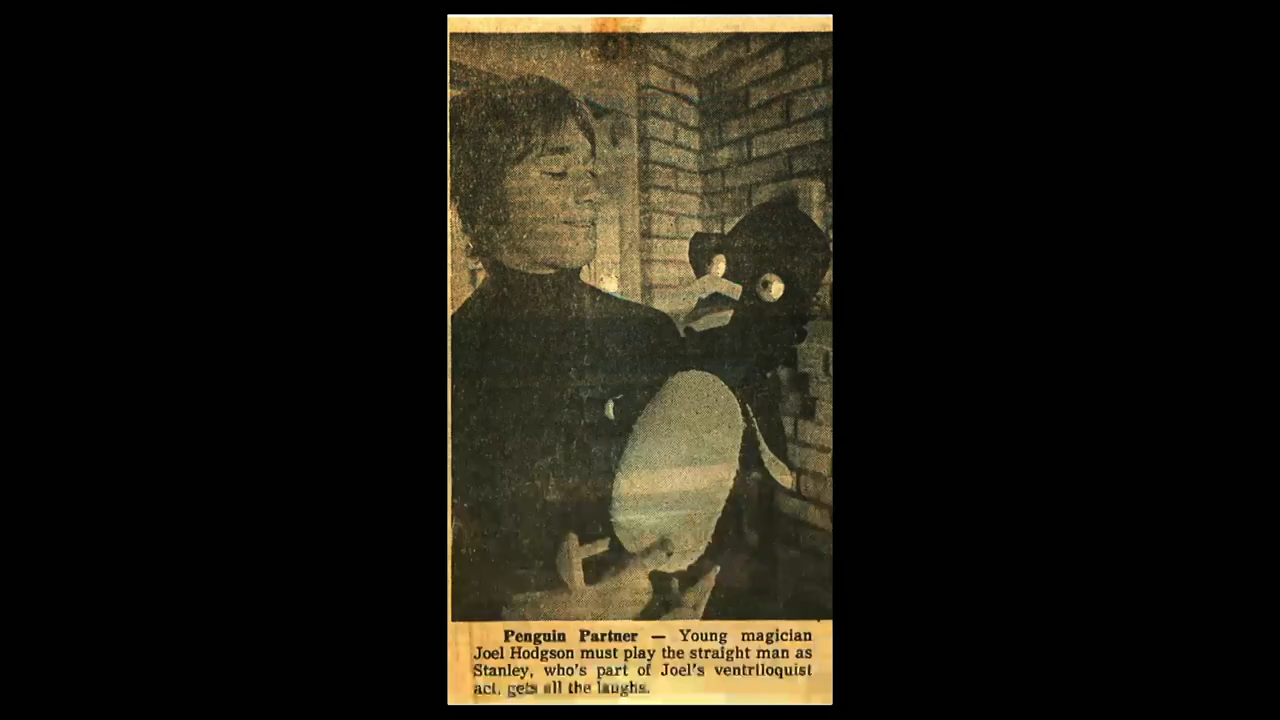 Penguin Partner — Young magician
Joel Hodgson must play the straight man as
Stanley, who's part of Joel's ventriloquist
act, gets all the laughs.